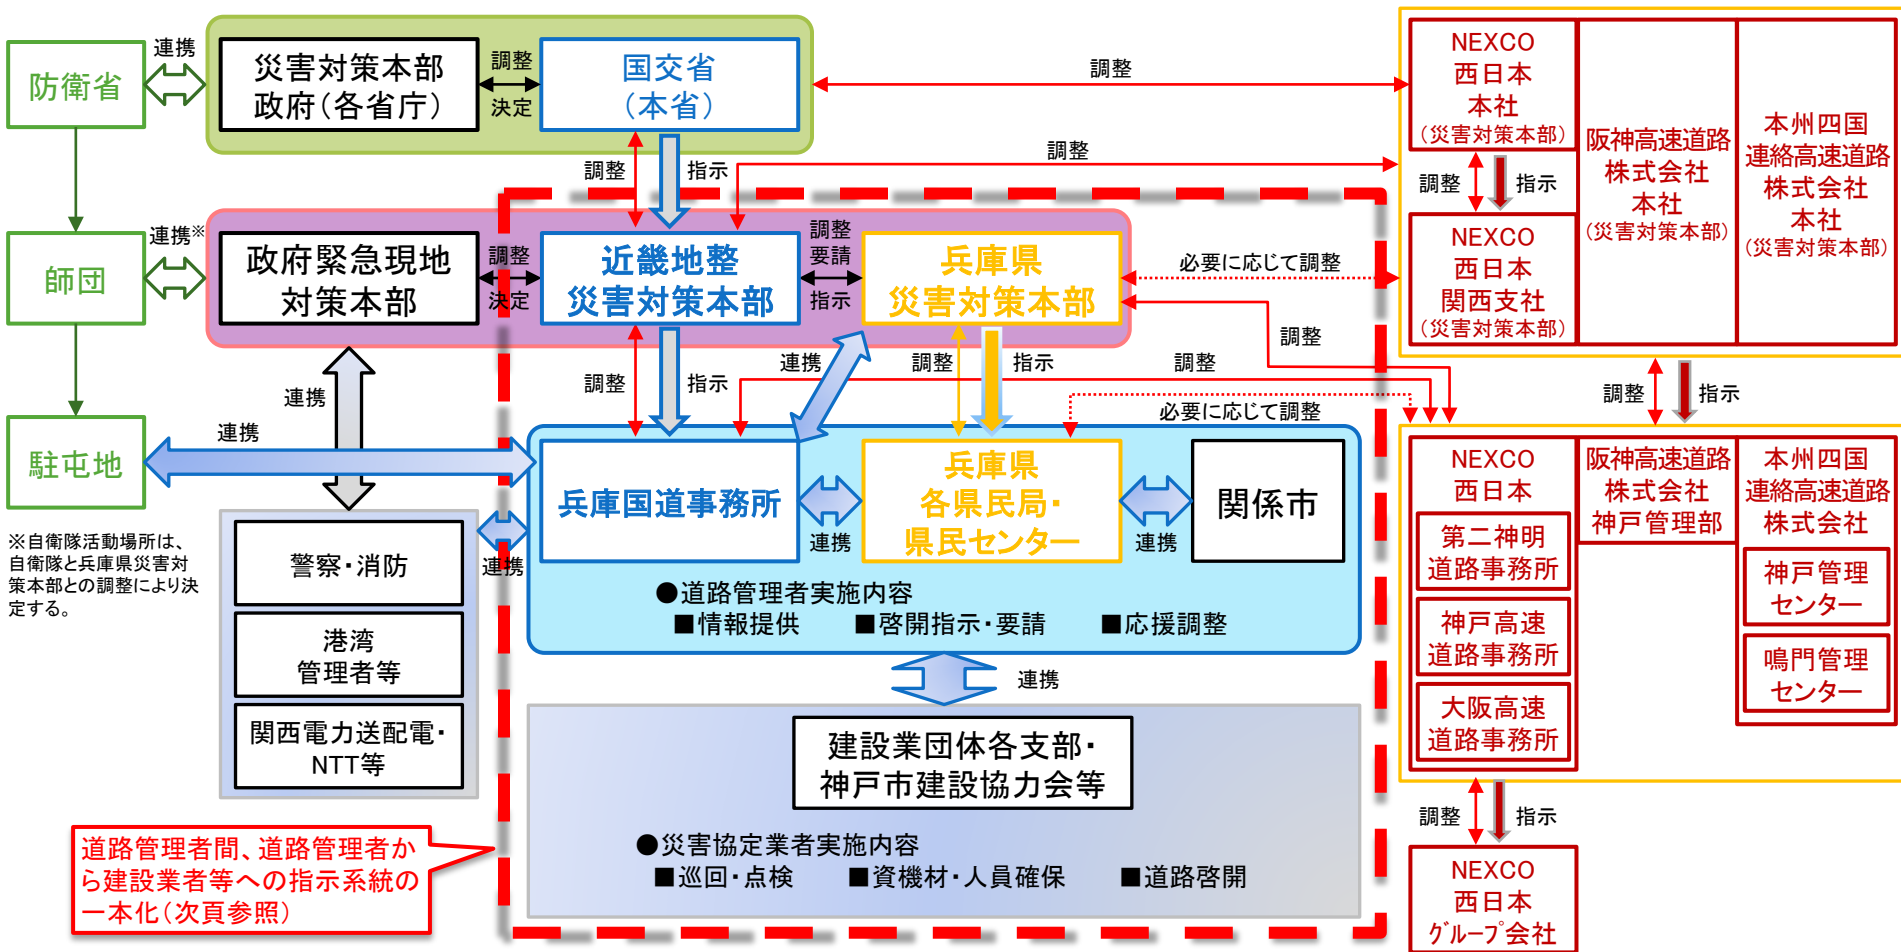 防衛省
連携
災害対策本部
政府（各省庁）
調整
決定
国交省
（本省）
調整
NEXCO
西日本
本社
（災害対策本部）
阪神高速道路
株式会社
本社
（災害対策本部）
本州四国
連絡高速道路
株式会社
本社
（災害対策本部）
調整
指示
調整
調整
指示
師団
連携※
政府緊急現地
対策本部
調整
決定
近畿地整
災害対策本部
調整
要請
指示
兵庫県
災害対策本部
必要に応じて調整
NEXCO
西日本
関西支社
（災害対策本部）
調整
連携
調整
指示
連携
調整
指示
調整
必要に応じて調整
調整
指示
駐屯地
連携
兵庫国道事務所
連携
兵庫県
各県民局・
県民センター
連携
関係市
連携
●道路管理者実施内容
■情報提供
■啓開指示・要請
■応援調整
※自衛隊活動場所は、
自衛隊と兵庫県災害対
策本部との調整により決
定する。
警察・消防
港湾
管理者等
関西電力送配電・
NTT等
連携
建設業団体各支部・
神戸市建設協力会等
●災害協定業者実施内容
■巡回・点検
■資機材・人員確保
■道路啓開
道路管理者間、道路管理者か
ら建設業者等への指示系統の
一本化（次頁参照）
NEXCO
西日本
第二神明
道路事務所
神戸高速
道路事務所
大阪高速
道路事務所
阪神高速道路
株式会社
神戸管理部
本州四国
連絡高速道路
株式会社
神戸管理
センター
鳴門管理
センター
調整
指示
NEXCO
西日本
グループ会社